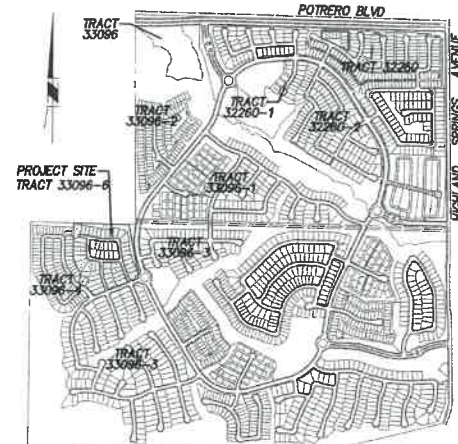 POTRERO BLVD
TRACT
33096
TRACT 32260
HIGHLAND SPRINGS AVENUE
TRACT
32260-1
TRACT
32260-2
TRACT
33096-2
TRACT
33096-1
PROJECT SITE
TRACT 33096-6
TRACT
33096-3
TRACT
33096-4
TRACT
33096-3